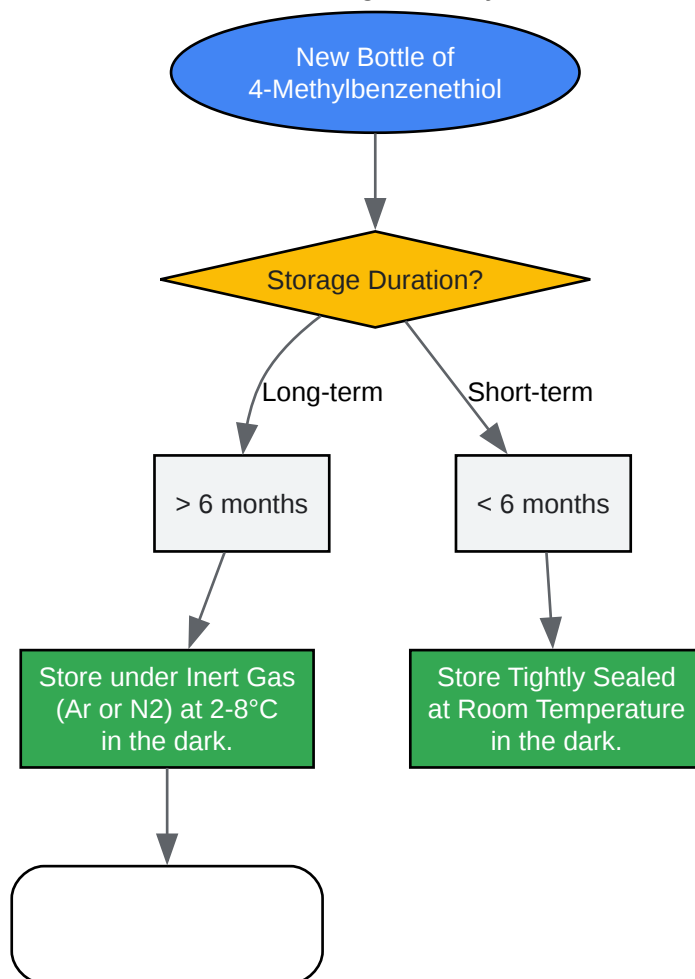 New Bottle of
4-Methylbenzenethiol
Storage Duration?
Long-term
Short-term
> 6 months
< 6 months
Store under Inert Gas
(Ar or N2) at 2-8°C
in the dark.
Store Tightly Sealed
at Room Temperature
in the dark.